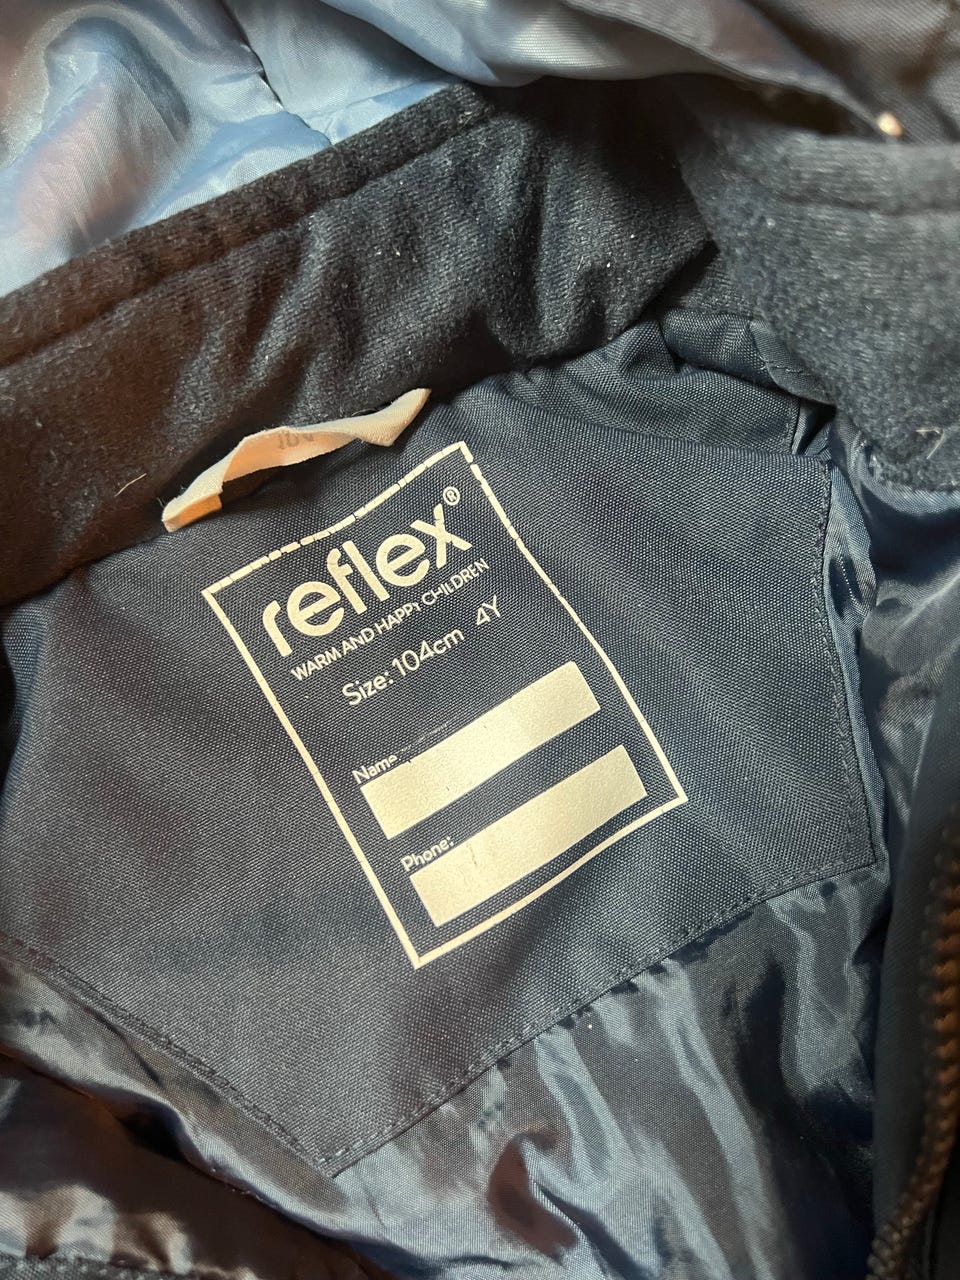 reflex®
WARM AND HAPPY CHILDREN
Size: 104cm 4Y
Name
Phone: